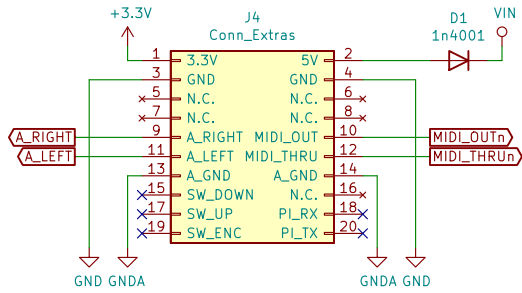 +3.3V J4 D1 VIN
Conn_Extras 1n4001
1 3.3V 5V 2
3 GND GND 4
5 N.C. N.C. 6
7 N.C. N.C. 8
A_RIGHT 9 A_RIGHT MIDI_OUT 10 MIDI_OUTn
A_LEFT 11 A_LEFT MIDI_THRU 12 MIDI_THRUn
13 A_GND A_GND 14
15 SW_DOWN N.C. 16
17 SW_UP PI_RX 18
19 SW_ENC PI_TX 20
GND GNDA GNDA GND